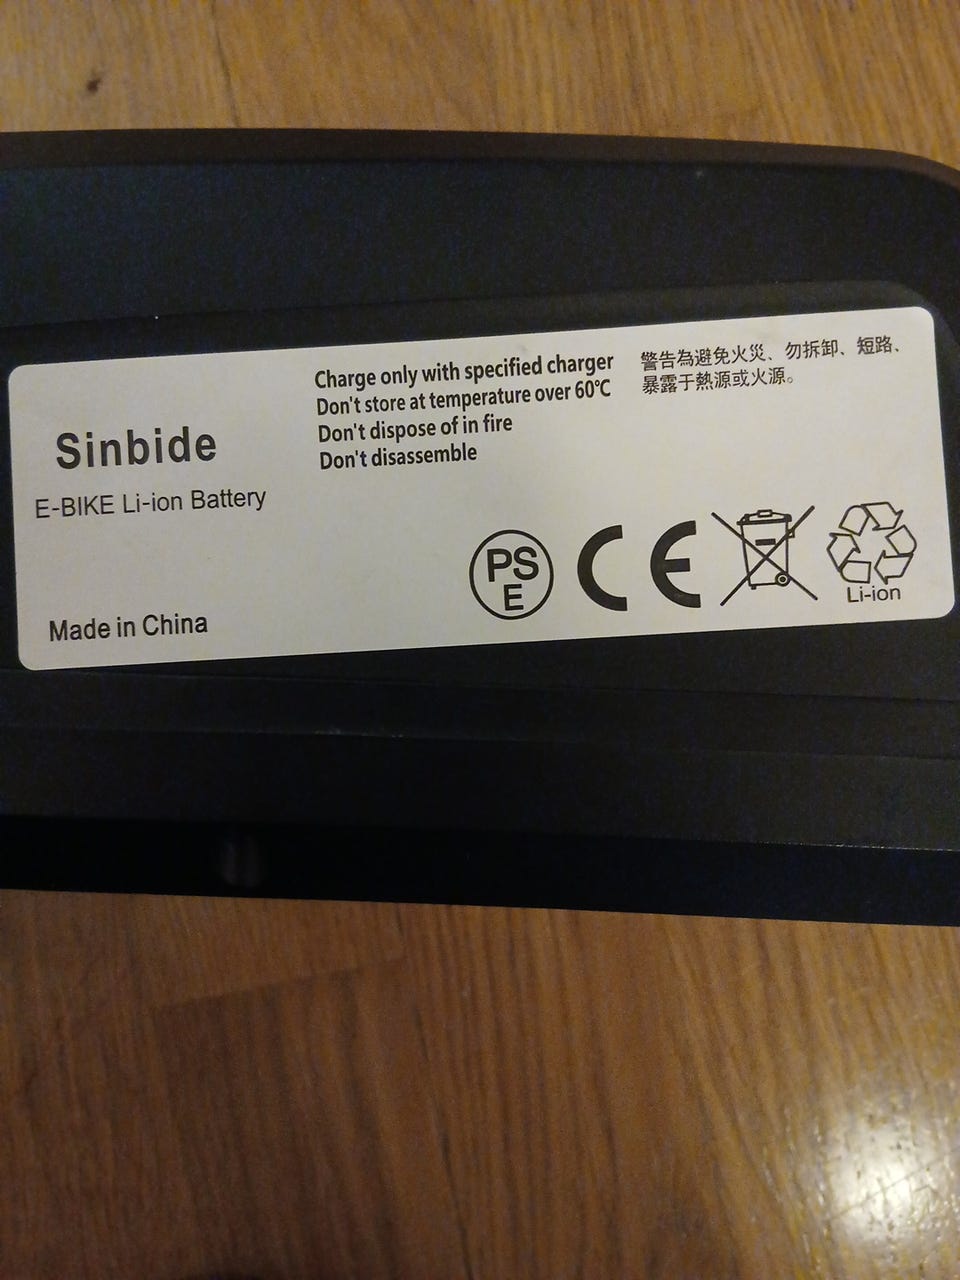 Sinbide
E-BIKE Li-ion Battery
Made in China
Charge only with specified charger
Don't store at temperature over 60℃
Don't dispose of in fire
Don't disassemble
警告為避免火災、勿拆卸、短路、
暴露于熱源或火源。
PS
E
CE
Li-ion